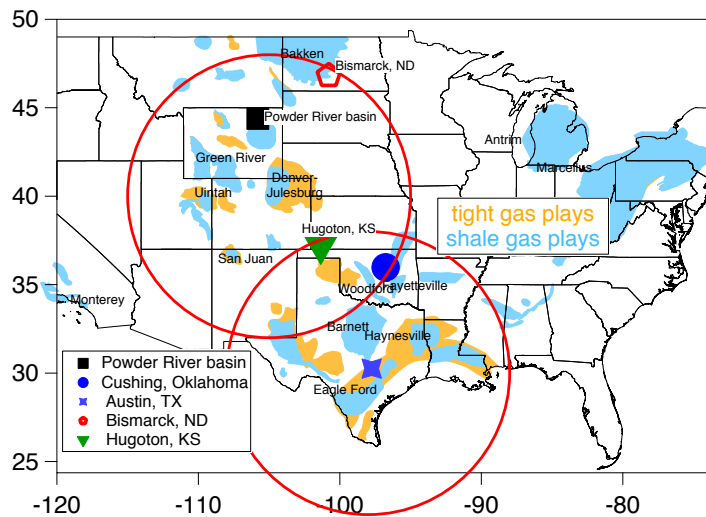 50
Bakken
Bismarck, ND
45
Powder River basin
Antrim
Green River
Marcellus
Denver-
Julesburg
Uintah
40
tight gas plays
shale gas plays
Hugoton, KS
San Juan
35
Woodford
Fayetteville
Monterey
Barnett
Haynesville
Powder River basin
Cushing, Oklahoma
Austin, TX
Bismarck, ND
Hugoton, KS
30
Eagle Ford
25
-120
-110
-100
-90
-80